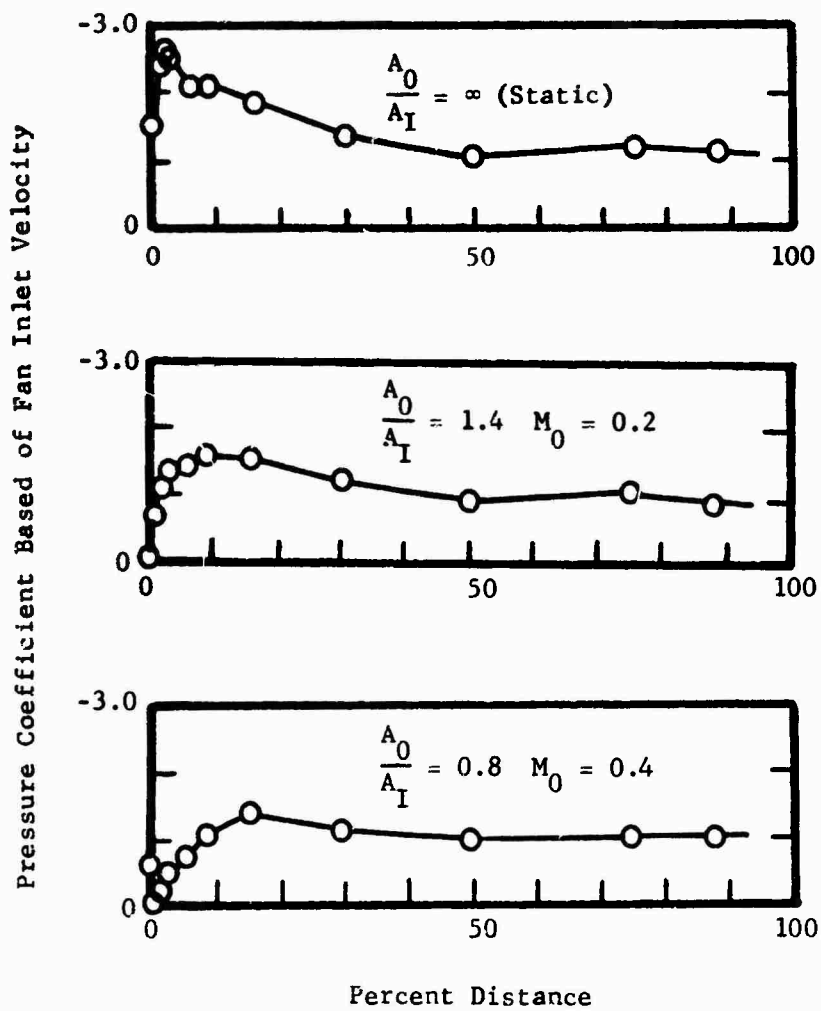 Pressure Coefficient Based of Fan Inlet Velocity
-3.0
A0/AI = ∞ (Static)
0
0 50 100
-3.0
A0/AI = 1.4 M0 = 0.2
0
0 50 100
-3.0
A0/AI = 0.8 M0 = 0.4
0
0 50 100
Percent Distance